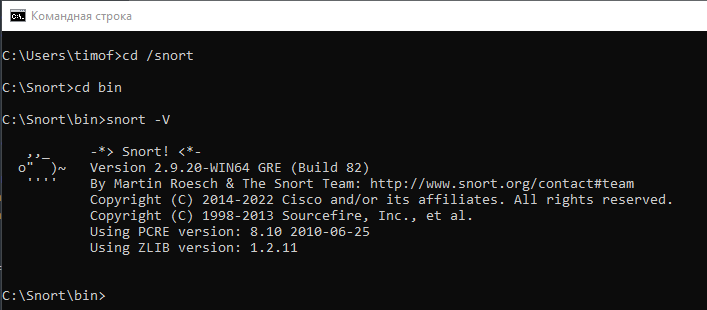 Командная строка
C:\Users\timof>cd /snort
C:\Snort>cd bin
C:\Snort\bin>snort -V
   ,,_     -*> Snort! <*-
  o"  )~   Version 2.9.20-WIN64 GRE (Build 82)
   ''''    By Martin Roesch & The Snort Team: http://www.snort.org/contact#team
           Copyright (C) 2014-2022 Cisco and/or its affiliates. All rights reserved.
           Copyright (C) 1998-2013 Sourcefire, Inc., et al.
           Using PCRE version: 8.10 2010-06-25
           Using ZLIB version: 1.2.11
C:\Snort\bin>